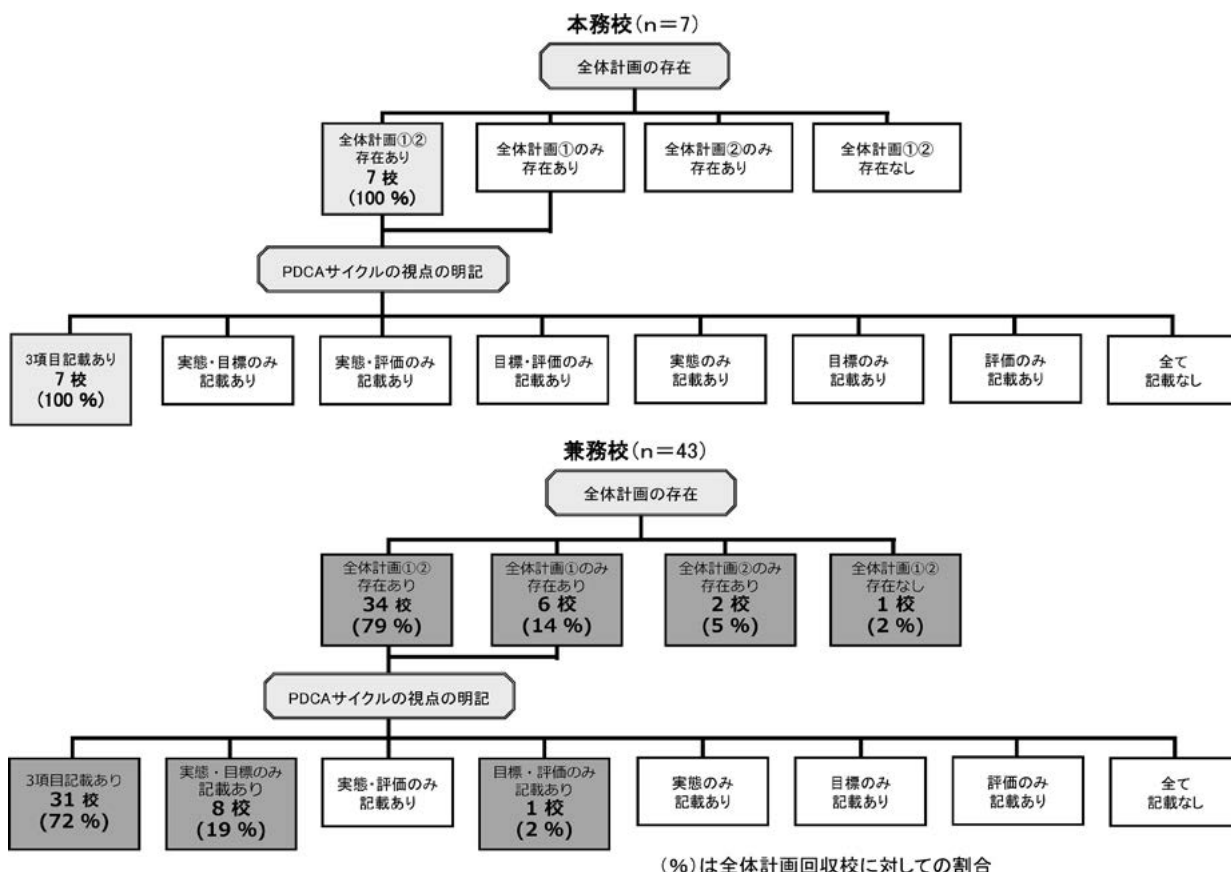 本務校(n=7)
全体計画の存在
全体計画①②
存在あり
7 校
(100 %)
全体計画①のみ
存在あり
全体計画②のみ
存在あり
全体計画①②
存在なし
PDCAサイクルの視点の明記
3項目記載あり
7 校
(100 %)
実態・目標のみ
記載あり
実態・評価のみ
記載あり
目標・評価のみ
記載あり
実態のみ
記載あり
目標のみ
記載あり
評価のみ
記載あり
全て
記載なし
兼務校(n=43)
全体計画の存在
全体計画①②
存在あり
34 校
(79 %)
全体計画①のみ
存在あり
6 校
(14 %)
全体計画②のみ
存在あり
2 校
(5 %)
全体計画①②
存在なし
1 校
(2 %)
PDCAサイクルの視点の明記
3項目記載あり
31 校
(72 %)
実態・目標のみ
記載あり
8 校
(19 %)
実態・評価のみ
記載あり
目標・評価のみ
記載あり
1 校
(2 %)
実態のみ
記載あり
目標のみ
記載あり
評価のみ
記載あり
全て
記載なし
(%)は全体計画回収校に対しての割合